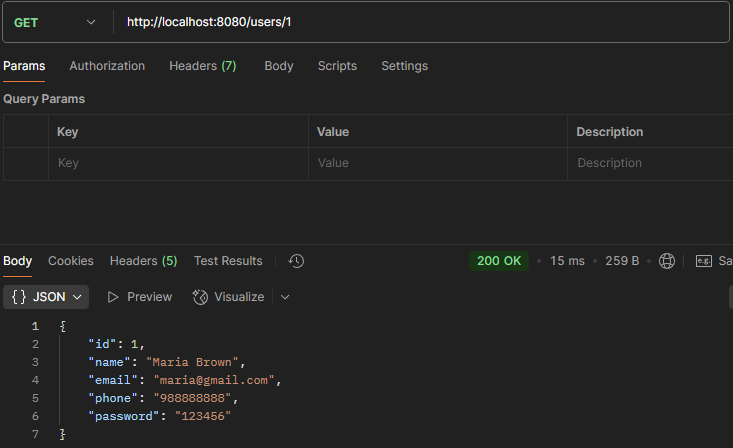 GET http://localhost:8080/users/1
Params Authorization Headers (7) Body Scripts Settings
Query Params
Key Value Description
Key Value Description
Body Cookies Headers (5) Test Results 200 OK • 15 ms • 259 B e.g. Sa
{} JSON Preview Visualize
1 {
2 "id": 1,
3 "name": "Maria Brown",
4 "email": "maria@gmail.com",
5 "phone": "988888888",
6 "password": "123456"
7 }